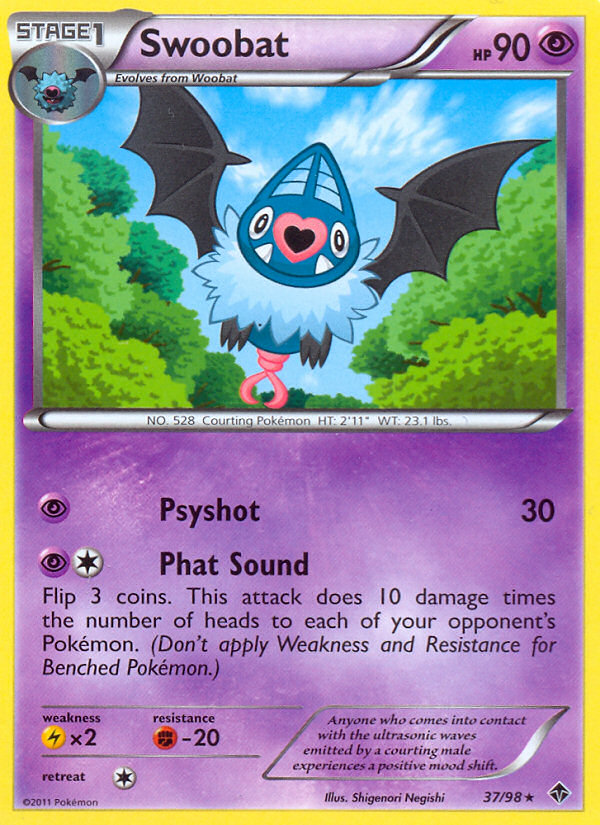 STAGE1
Swoobat
HP 90
Evolves from Woobat
NO. 528 Courting Pokémon HT: 2'11" WT: 23.1 lbs.
Psyshot 30
Phat Sound
Flip 3 coins. This attack does 10 damage times
the number of heads to each of your opponent's
Pokémon. (Don't apply Weakness and Resistance for
Benched Pokémon.)
weakness
×2
resistance
-20
Anyone who comes into contact
with the ultrasonic waves
emitted by a courting male
experiences a positive mood shift.
retreat
©2011 Pokémon
Illus. Shigenori Negishi
37/98 ★